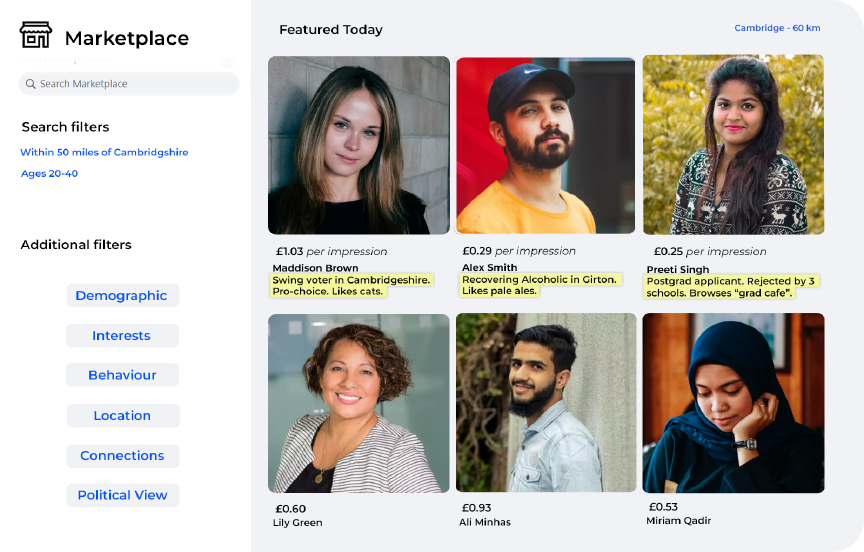 Marketplace
Search Marketplace
Search filters
Within 50 miles of Cambridgshire
Ages 20-40
Additional filters
Demographic
Interests
Behaviour
Location
Connections
Political View
Featured Today
Cambridge - 60 km
£1.03 per impression
Maddison Brown
Swing voter in Cambridgeshire.
Pro-choice. Likes cats.
£0.29 per impression
Alex Smith
Recovering Alcoholic in Girton.
Likes pale ales.
£0.25 per impression
Preeti Singh
Postgrad applicant. Rejected by 3
schools. Browses “grad cafe”.
£0.60
Lily Green
£0.93
Ali Minhas
£0.53
Miriam Qadir